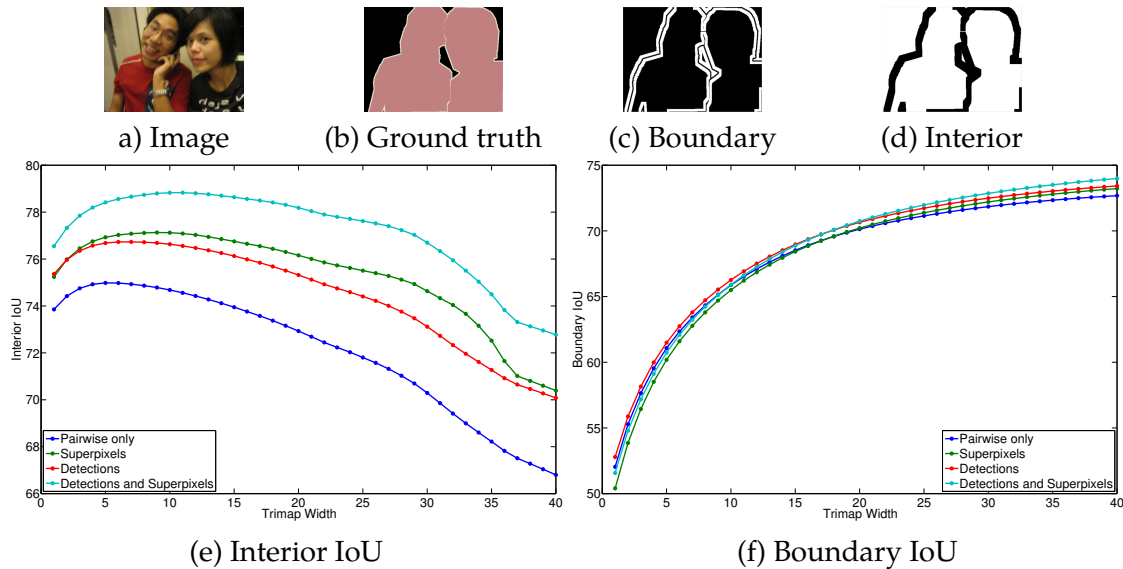 a) Image
(b) Ground truth
(c) Boundary
(d) Interior
80
78
76
74
72
70
68
66
Interior IoU
0 5 10 15 20 25 30 35 40
Trimap Width
Pairwise only
Superpixels
Detections
Detections and Superpixels
(e) Interior IoU
75
70
65
60
55
50
Boundary IoU
0 5 10 15 20 25 30 35 40
Trimap Width
Pairwise only
Superpixels
Detections
Detections and Superpixels
(f) Boundary IoU